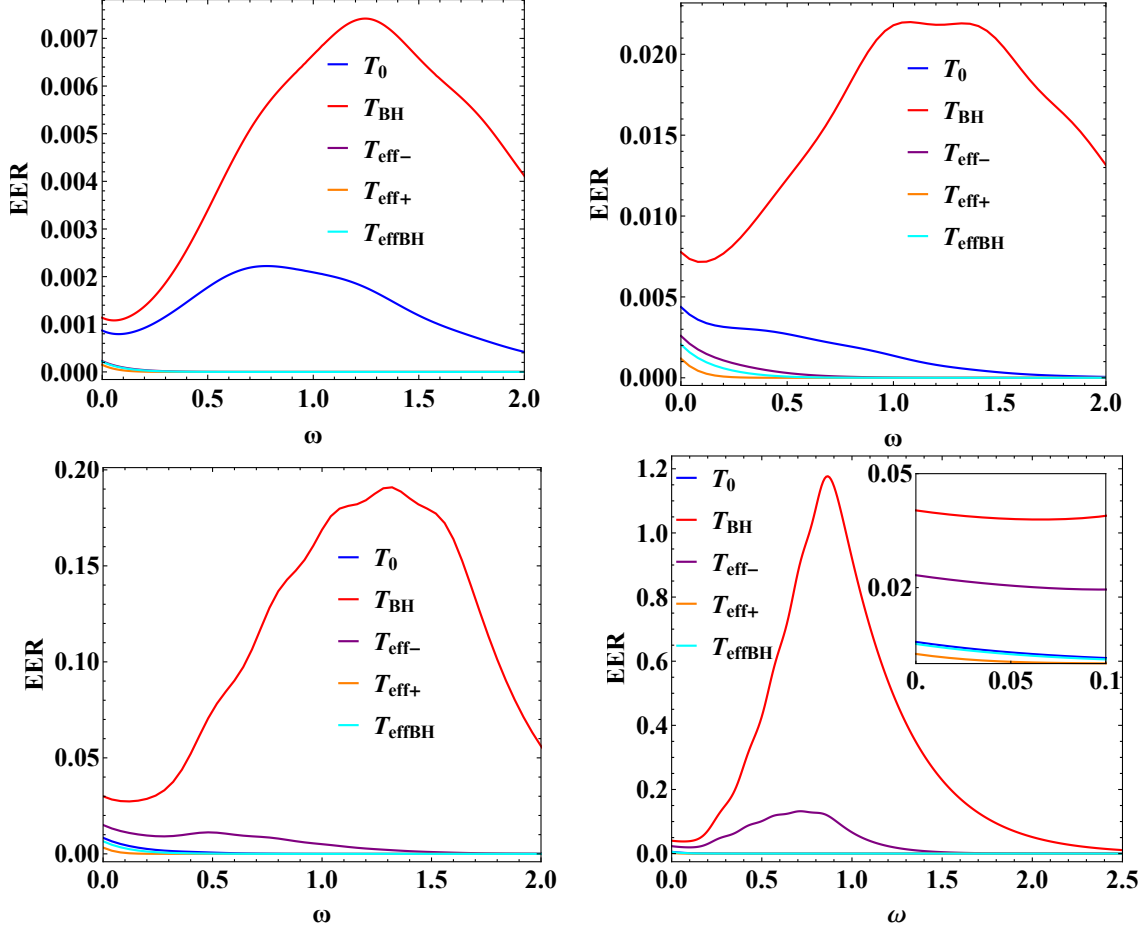 EER
0.007
0.006
0.005
0.004
0.003
0.002
0.001
0.000
T0
TBH
Teff−
Teff+
TeffBH
0.0 0.5 1.0 1.5 2.0
ω
EER
0.020
0.015
0.010
0.005
0.000
T0
TBH
Teff−
Teff+
TeffBH
0.0 0.5 1.0 1.5 2.0
ω
EER
0.20
0.15
0.10
0.05
0.00
T0
TBH
Teff−
Teff+
TeffBH
0.0 0.5 1.0 1.5 2.0
ω
EER
1.2
1.0
0.8
0.6
0.4
0.2
0.0
T0
TBH
Teff−
Teff+
TeffBH
0.05
0.02
0. 0.05 0.1
0.0 0.5 1.0 1.5 2.0 2.5
ω